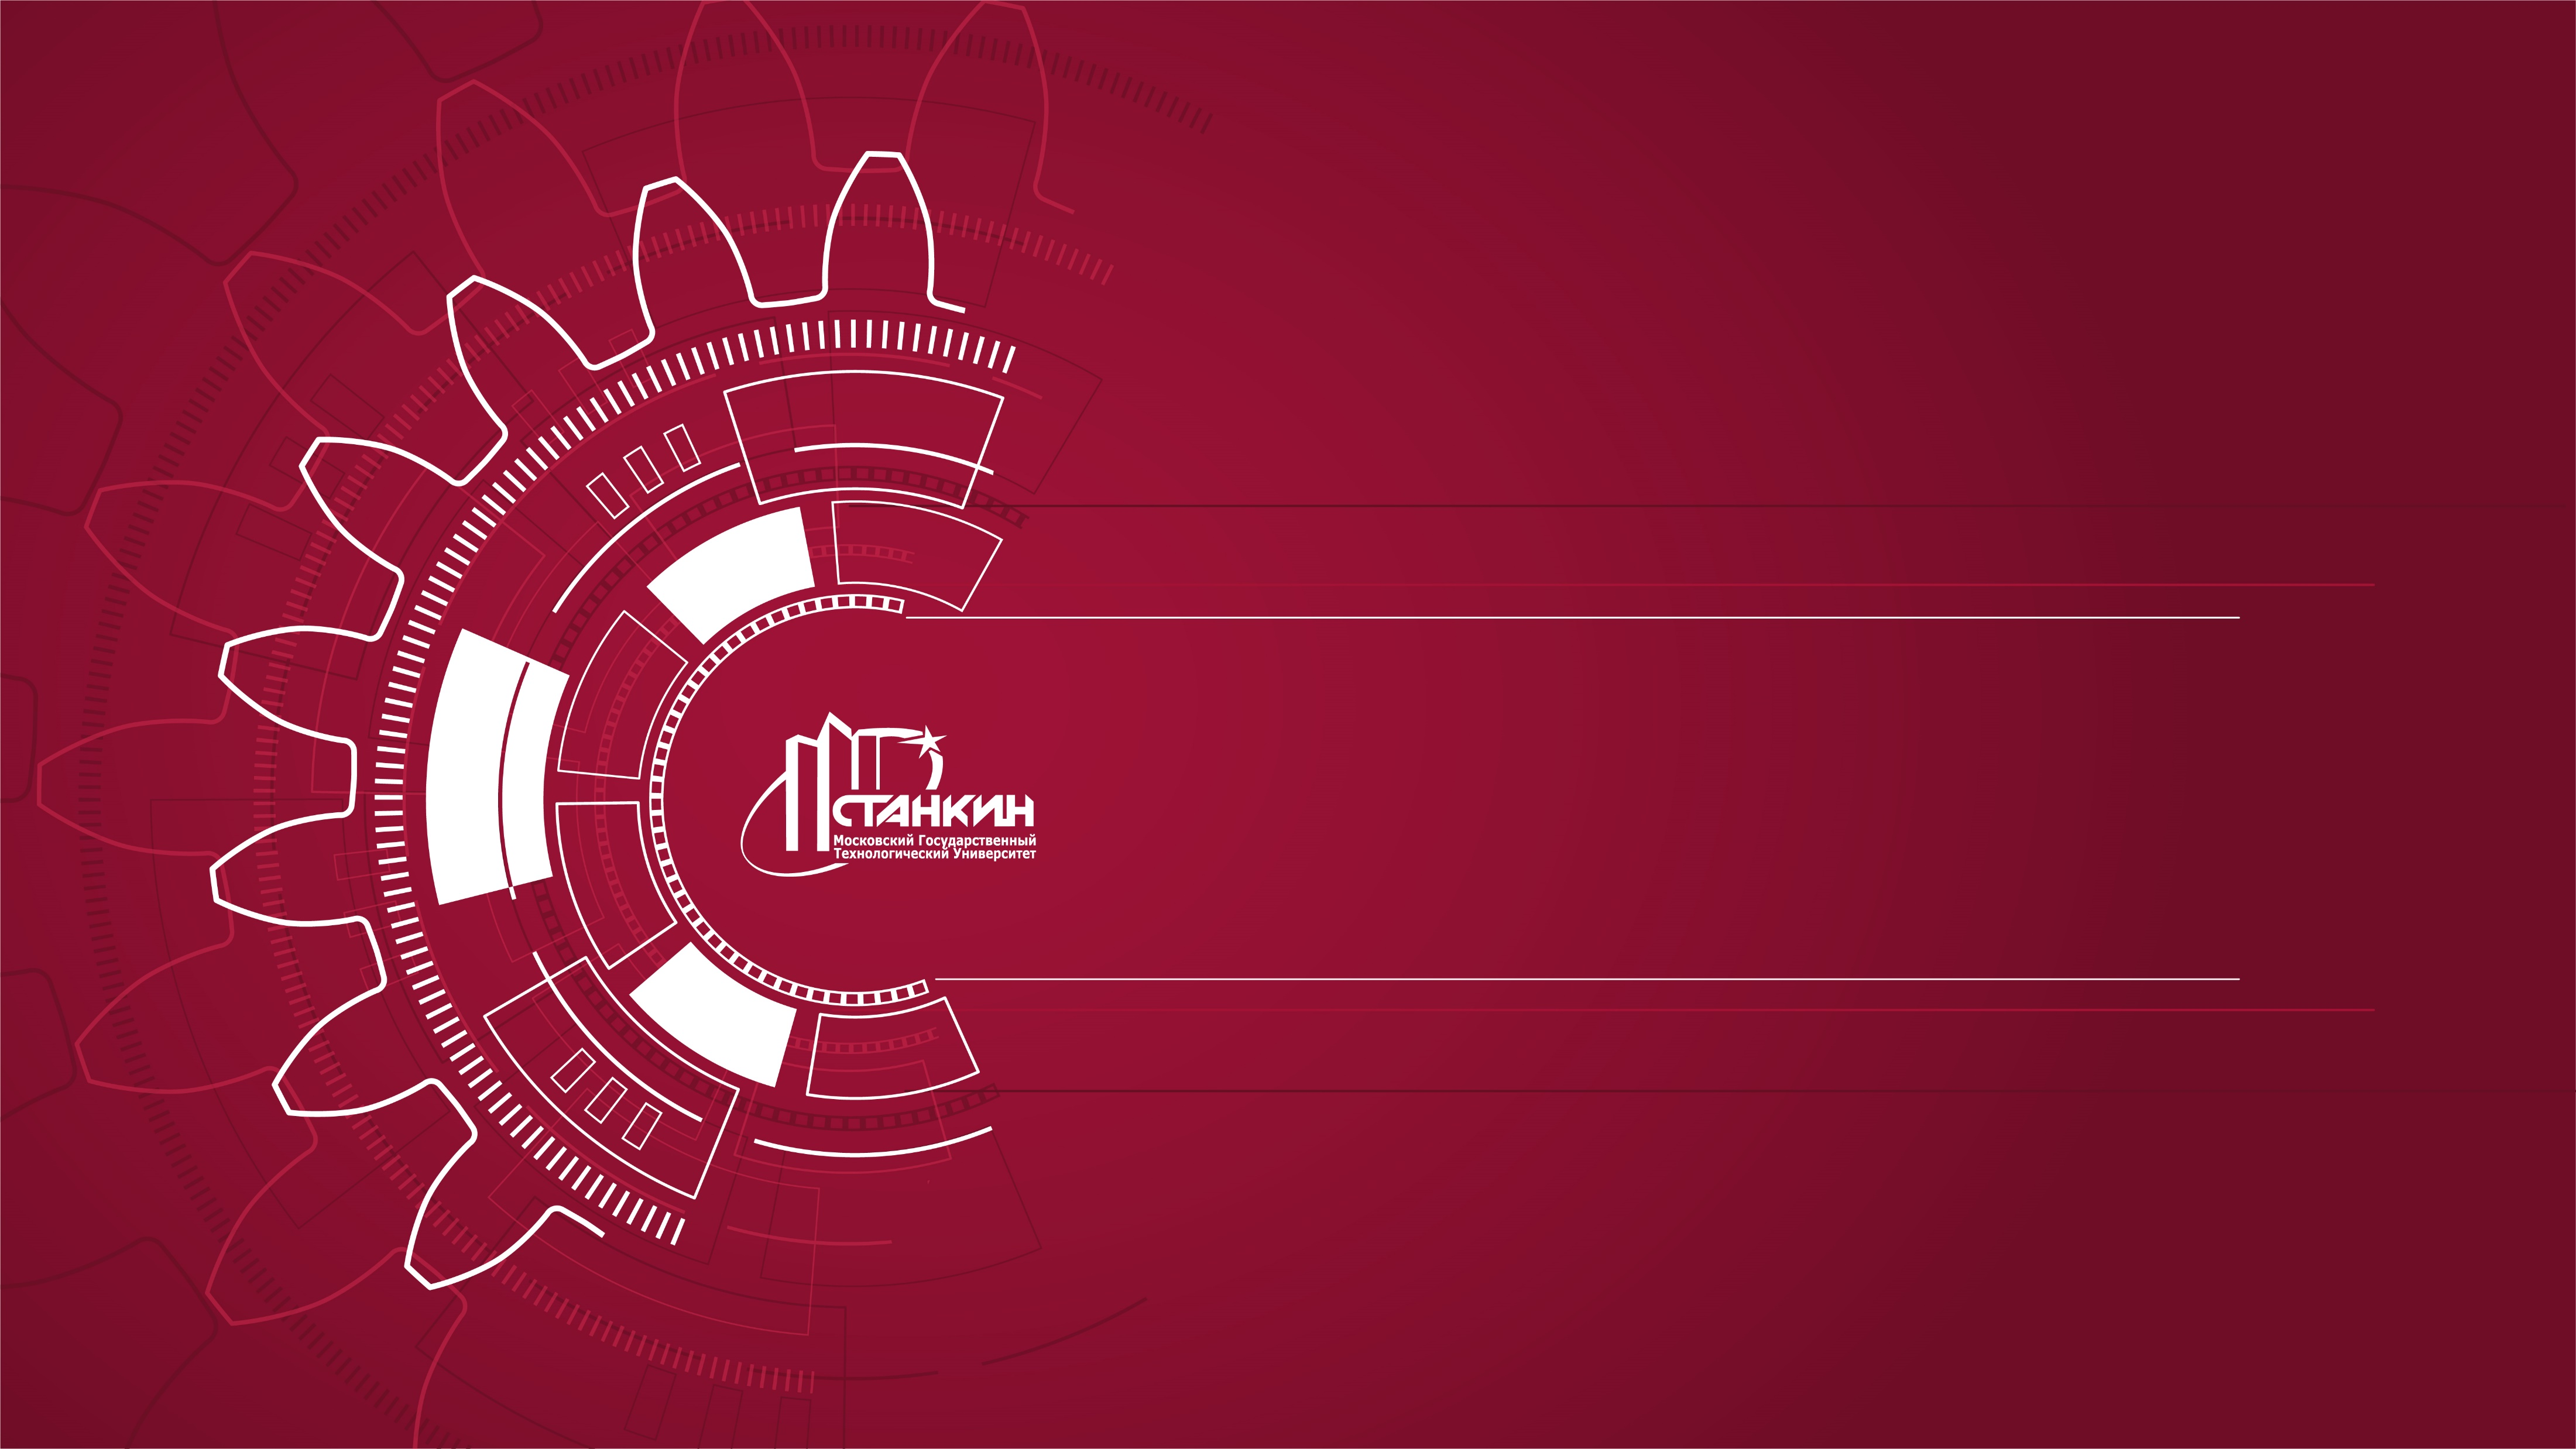 СТАНКИН
Московский Государственный
Технологический Университет